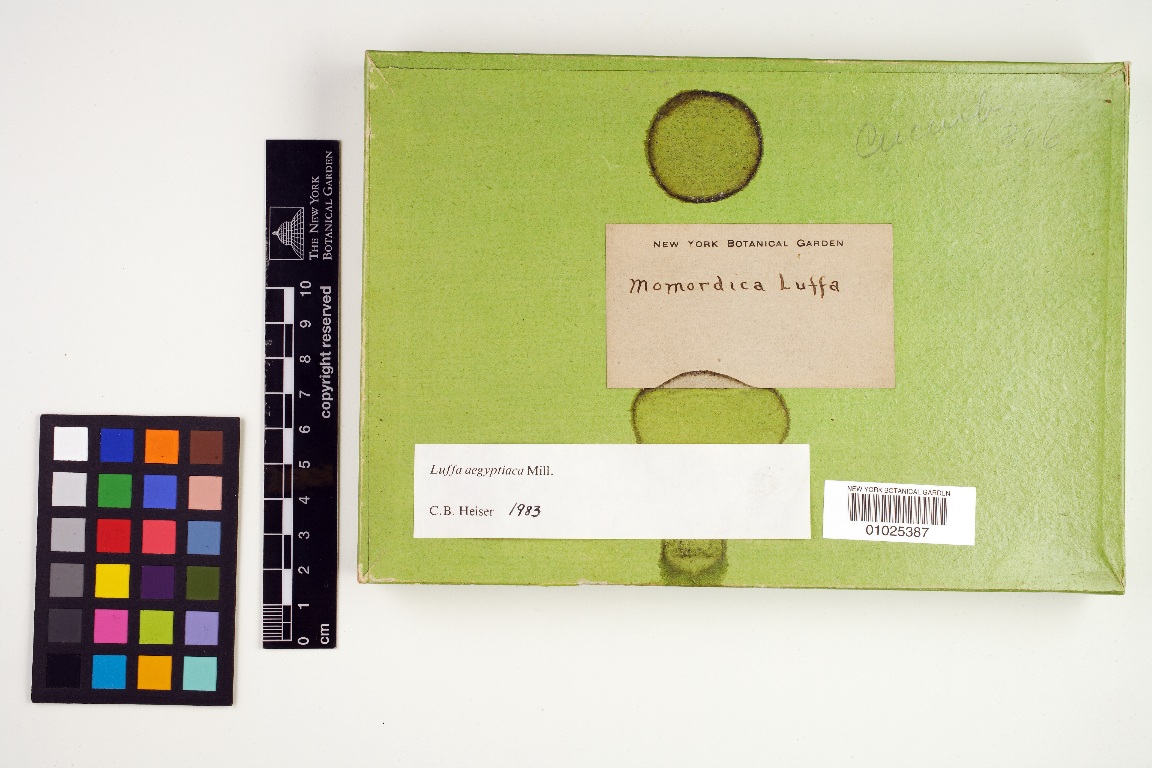 THE NEW YORK
BOTANICAL GARDEN
10
9
8
7
6
5
4
3
2
1
0
cm
copyright reserved
NEW YORK BOTANICAL GARDEN
Momordica Luffa
Luffa aegyptiaca Mill.
C.B. Heiser 1983
NEW YORK BOTANICAL GARDEN
01025387